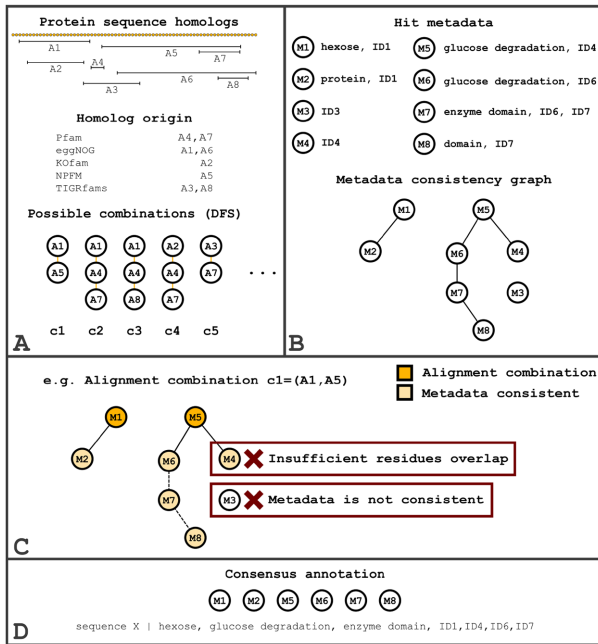 Protein sequence homologs
A1
A5
A7
A2
A4
A6
A3
A8
Homolog origin
Pfam A4,A7
eggNOG A1,A6
KOfam A2
NPFM A5
TIGRfams A3,A8
Possible combinations (DFS)
A1 A1 A1 A2 A3
A5 A4 A4 A4 A7 ...
A7 A8 A7
c1 c2 c3 c4 c5
A
Hit metadata
M1 hexose, ID1 M5 glucose degradation, ID4
M2 protein, ID1 M6 glucose degradation, ID6
M3 ID3 M7 enzyme domain, ID6, ID7
M4 ID4 M8 domain, ID7
Metadata consistency graph
M1 M5
M2 M6 M4
M7 M3
M8
B
e.g. Alignment combination c1=(A1,A5)
Alignment combination
Metadata consistent
M1 M5
M2 M6 M4 Insufficient residues overlap
M7 M3 Metadata is not consistent
M8
C
Consensus annotation
M1 M2 M5 M6 M7 M8
sequence X | hexose, glucose degradation, enzyme domain, ID1,ID4,ID6,ID7
D